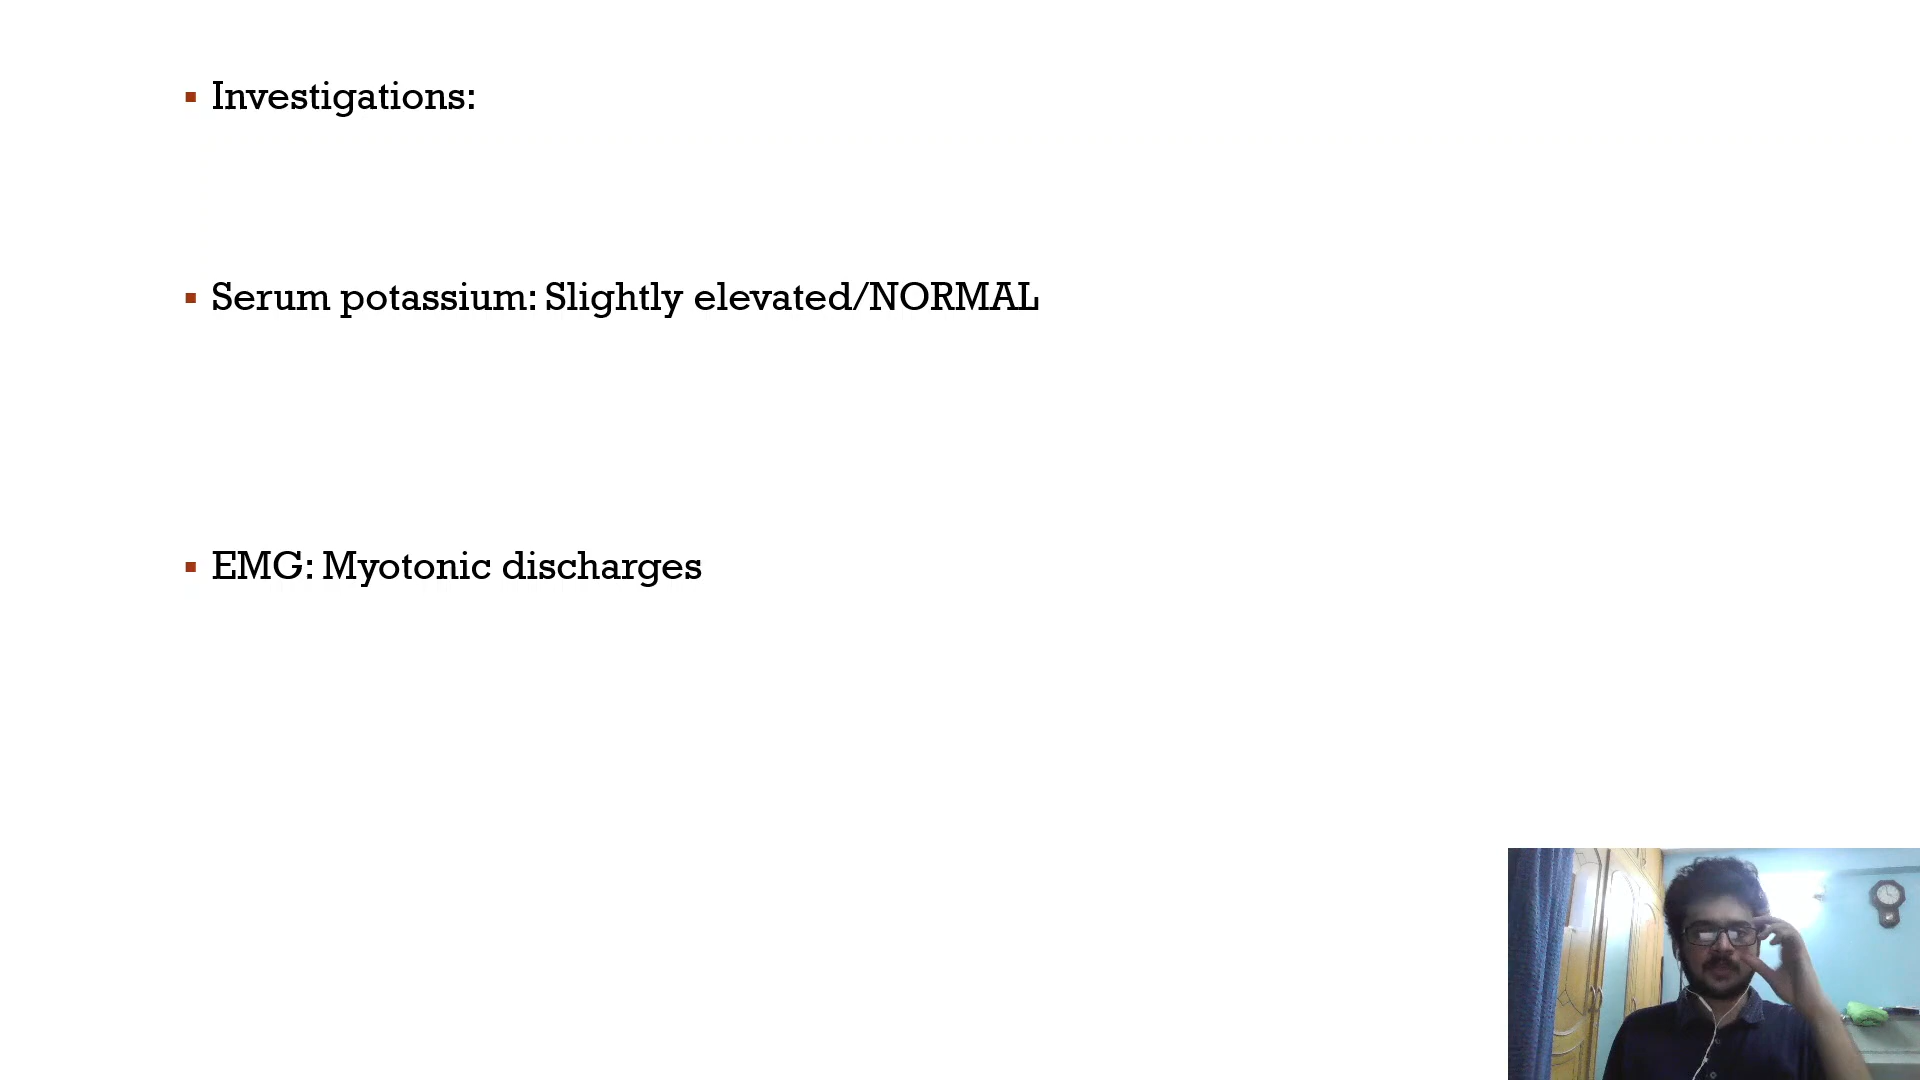 Investigations:
Serum potassium: Slightly elevated/NORMAL
EMG: Myotonic discharges